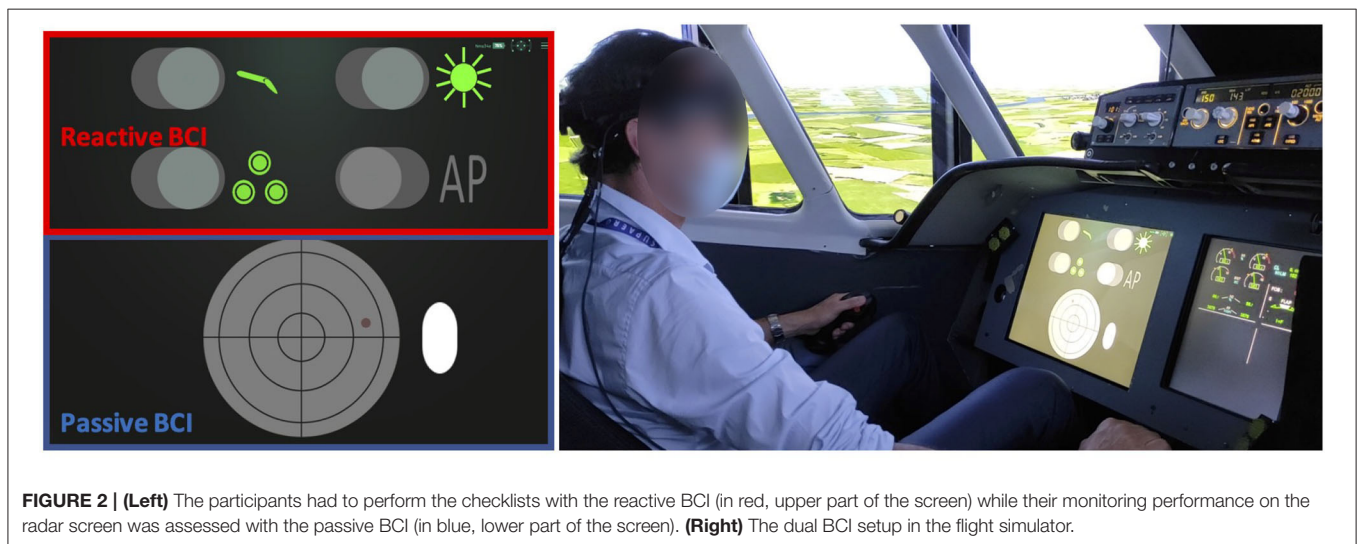 Reactive BCI
AP
Passive BCI
AP
150
143
02000
FIGURE 2 | (Left) The participants had to perform the checklists with the reactive BCI (in red, upper part of the screen) while their monitoring performance on the
radar screen was assessed with the passive BCI (in blue, lower part of the screen). (Right) The dual BCI setup in the flight simulator.